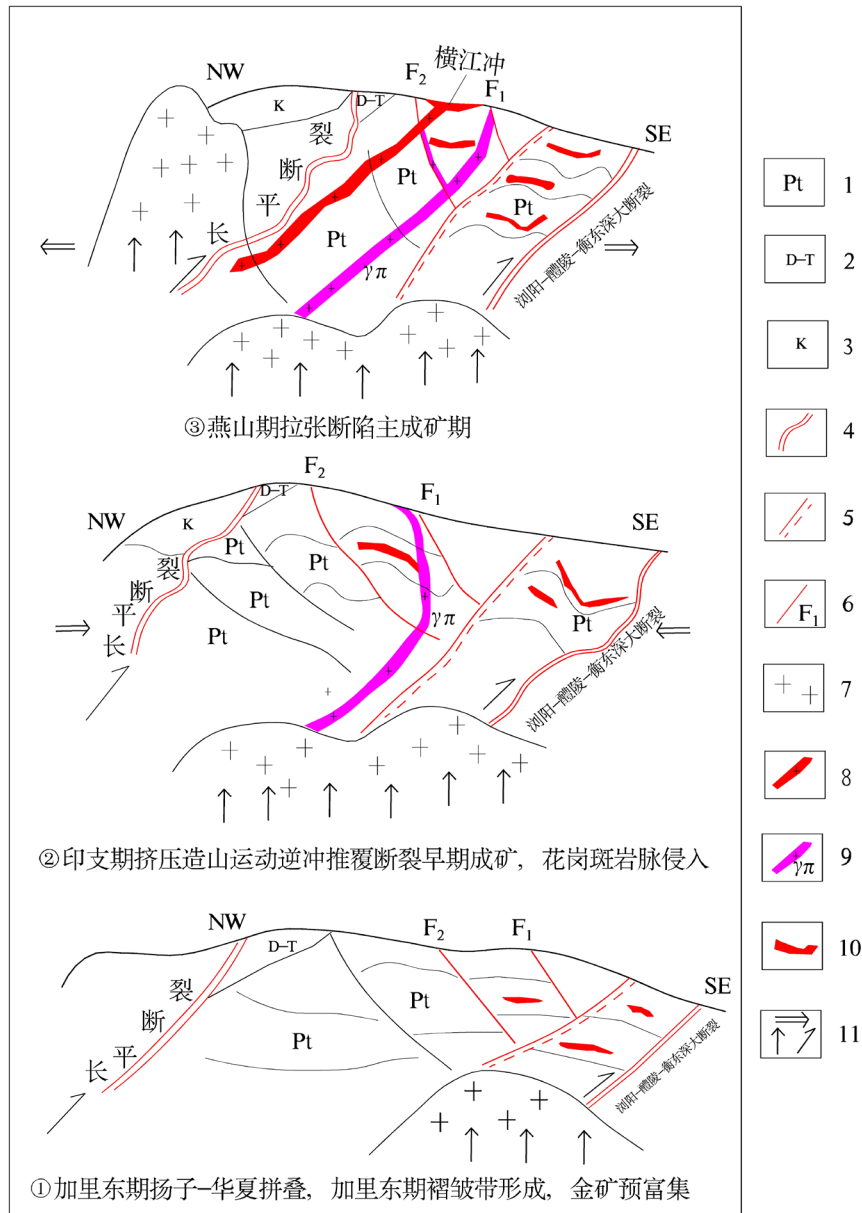 横江冲
NW
F2
F1
K
D-T
SE
长平断裂
Pt
Pt
Pt
γπ
浏阳-醴陵-衡东深大断裂
③燕山期拉张断陷主成矿期
F2
F1
NW
D-T
SE
K
Pt
Pt
Pt
Pt
Pt
γπ
长平断裂
浏阳-醴陵-衡东深大断裂
②印支期挤压造山运动逆冲推覆断裂早期成矿，花岗斑岩脉侵入
NW
F2
F1
D-T
SE
长平断裂
Pt
Pt
Pt
浏阳-醴陵-衡东深大断裂
①加里东期扬子-华夏拼叠，加里东期褶皱带形成，金矿预富集
Pt 1
D-T 2
K 3
4
5
F1 6
7
8
γπ 9
10
11